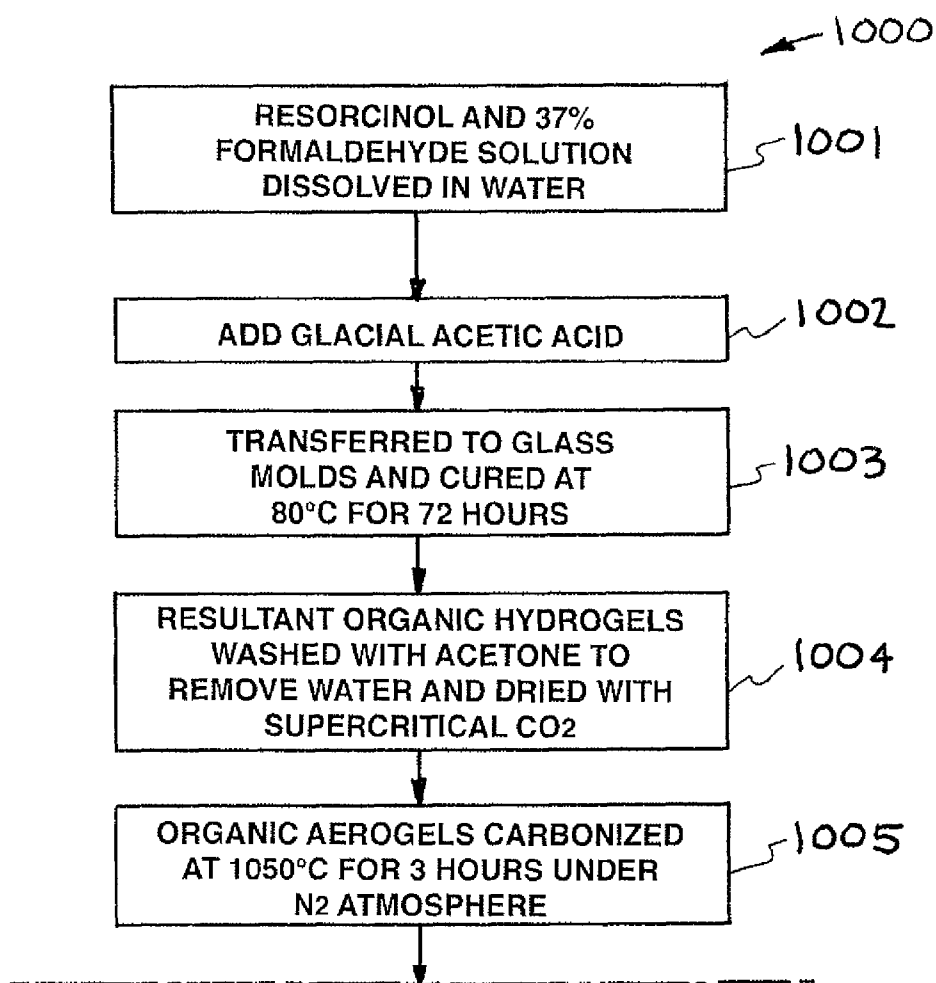 1000
RESORCINOL AND 37%
FORMALDEHYDE SOLUTION
DISSOLVED IN WATER
1001
ADD GLACIAL ACETIC ACID
1002
TRANSFERRED TO GLASS
MOLDS AND CURED AT
80°C FOR 72 HOURS
1003
RESULTANT ORGANIC HYDROGELS
WASHED WITH ACETONE TO
REMOVE WATER AND DRIED WITH
SUPERCRITICAL CO2
1004
ORGANIC AEROGELS CARBONIZED
AT 1050°C FOR 3 HOURS UNDER
N2 ATMOSPHERE
1005